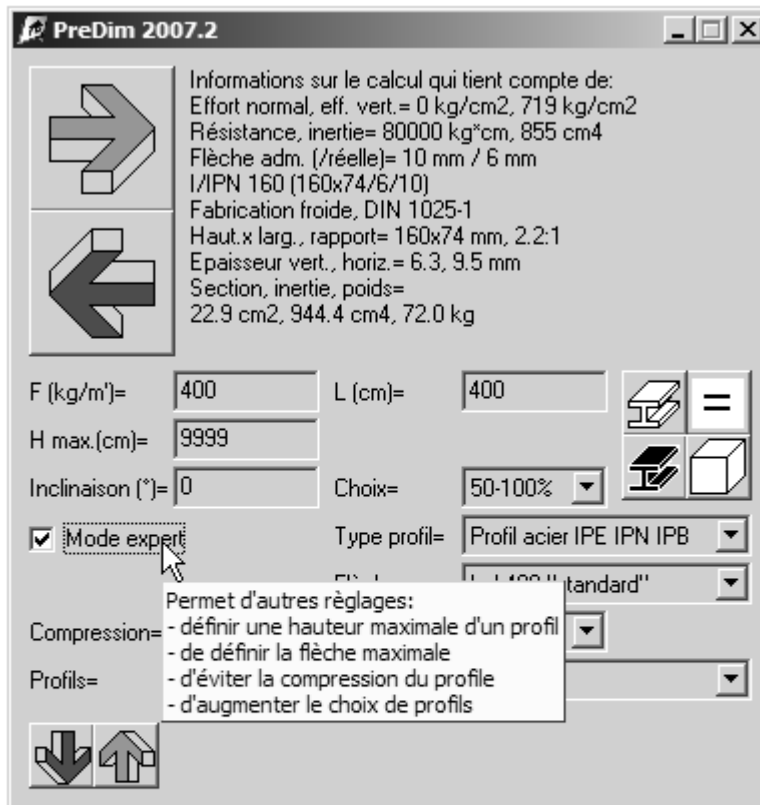 PreDim 2007.2
Informations sur le calcul qui tient compte de:
Effort normal, eff. vert.= 0 kg/cm2, 719 kg/cm2
Résistance, inertie= 80000 kg*cm, 855 cm4
Flèche adm. (/réelle)= 10 mm / 6 mm
I/IPN 160 (160x74/6/10)
Fabrication froide, DIN 1025-1
Haut.x larg., rapport= 160x74 mm, 2.2:1
Epaisseur vert., horiz.= 6.3, 9.5 mm
Section, inertie, poids=
22.9 cm2, 944.4 cm4, 72.0 kg
F (kg/m')= 400 L (cm)= 400
=
H max.(cm)= 9999
Inclinaison (°)= 0 Choix= 50-100%
Mode expert Type profil= Profil acier IPE IPN IPB
Permet d'autres règlages:
- définir une hauteur maximale d'un profil
- de définir la flèche maximale
- d'éviter la compression du profile
- d'augmenter le choix de profils
Compression=
Profils=